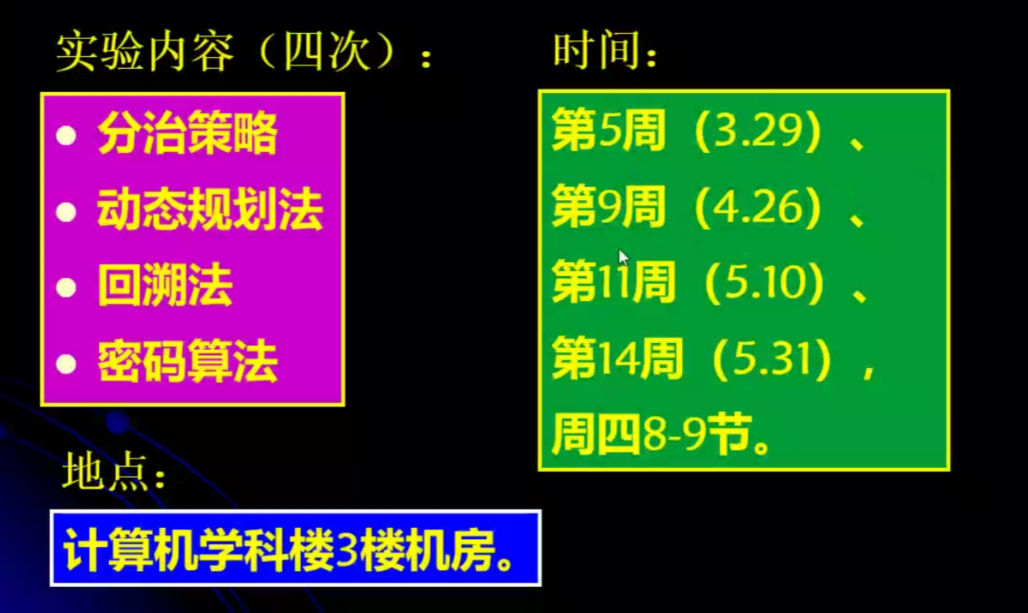 实验内容（四次）：
• 分治策略
• 动态规划法
• 回溯法
• 密码算法
时间：
第5周（3.29）、
第9周（4.26）、
第11周（5.10）、
第14周（5.31），
周四8-9节。
地点：
计算机学科楼3楼机房。